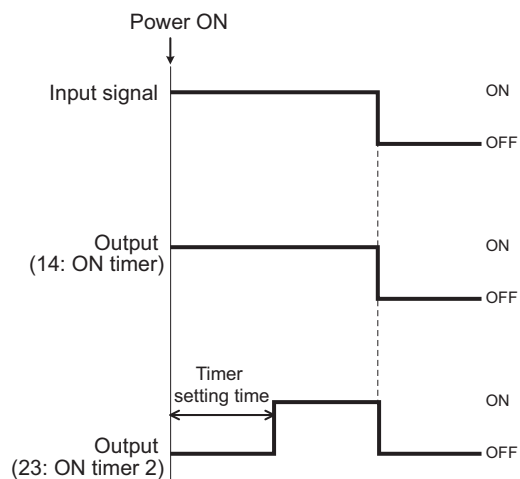 Power ON
Input signal
ON
OFF
Output
(14: ON timer)
ON
OFF
Timer
setting time
ON
Output
(23: ON timer 2)
OFF